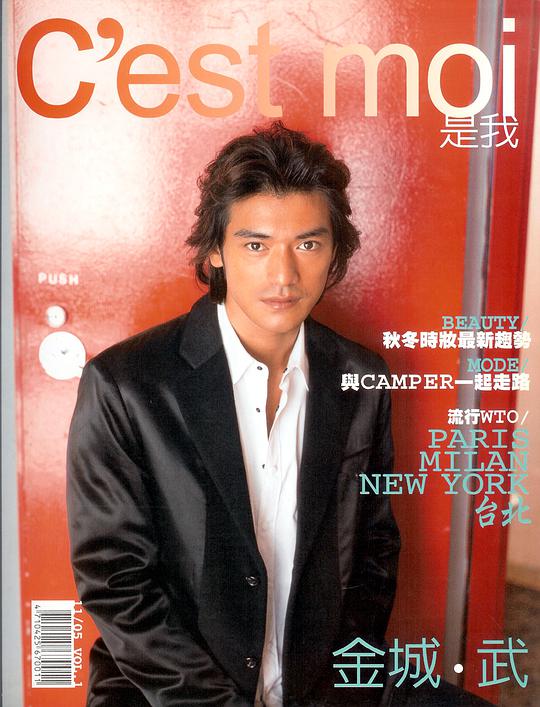 C'est moi
是我
PUSH
BEAUTY/
秋冬時妝最新趨勢
MODE/
與CAMPER一起走路
流行WTO/
PARIS
MILAN
NEW YORK
台北
11/05 VOL.1
4710425670011
金城·武